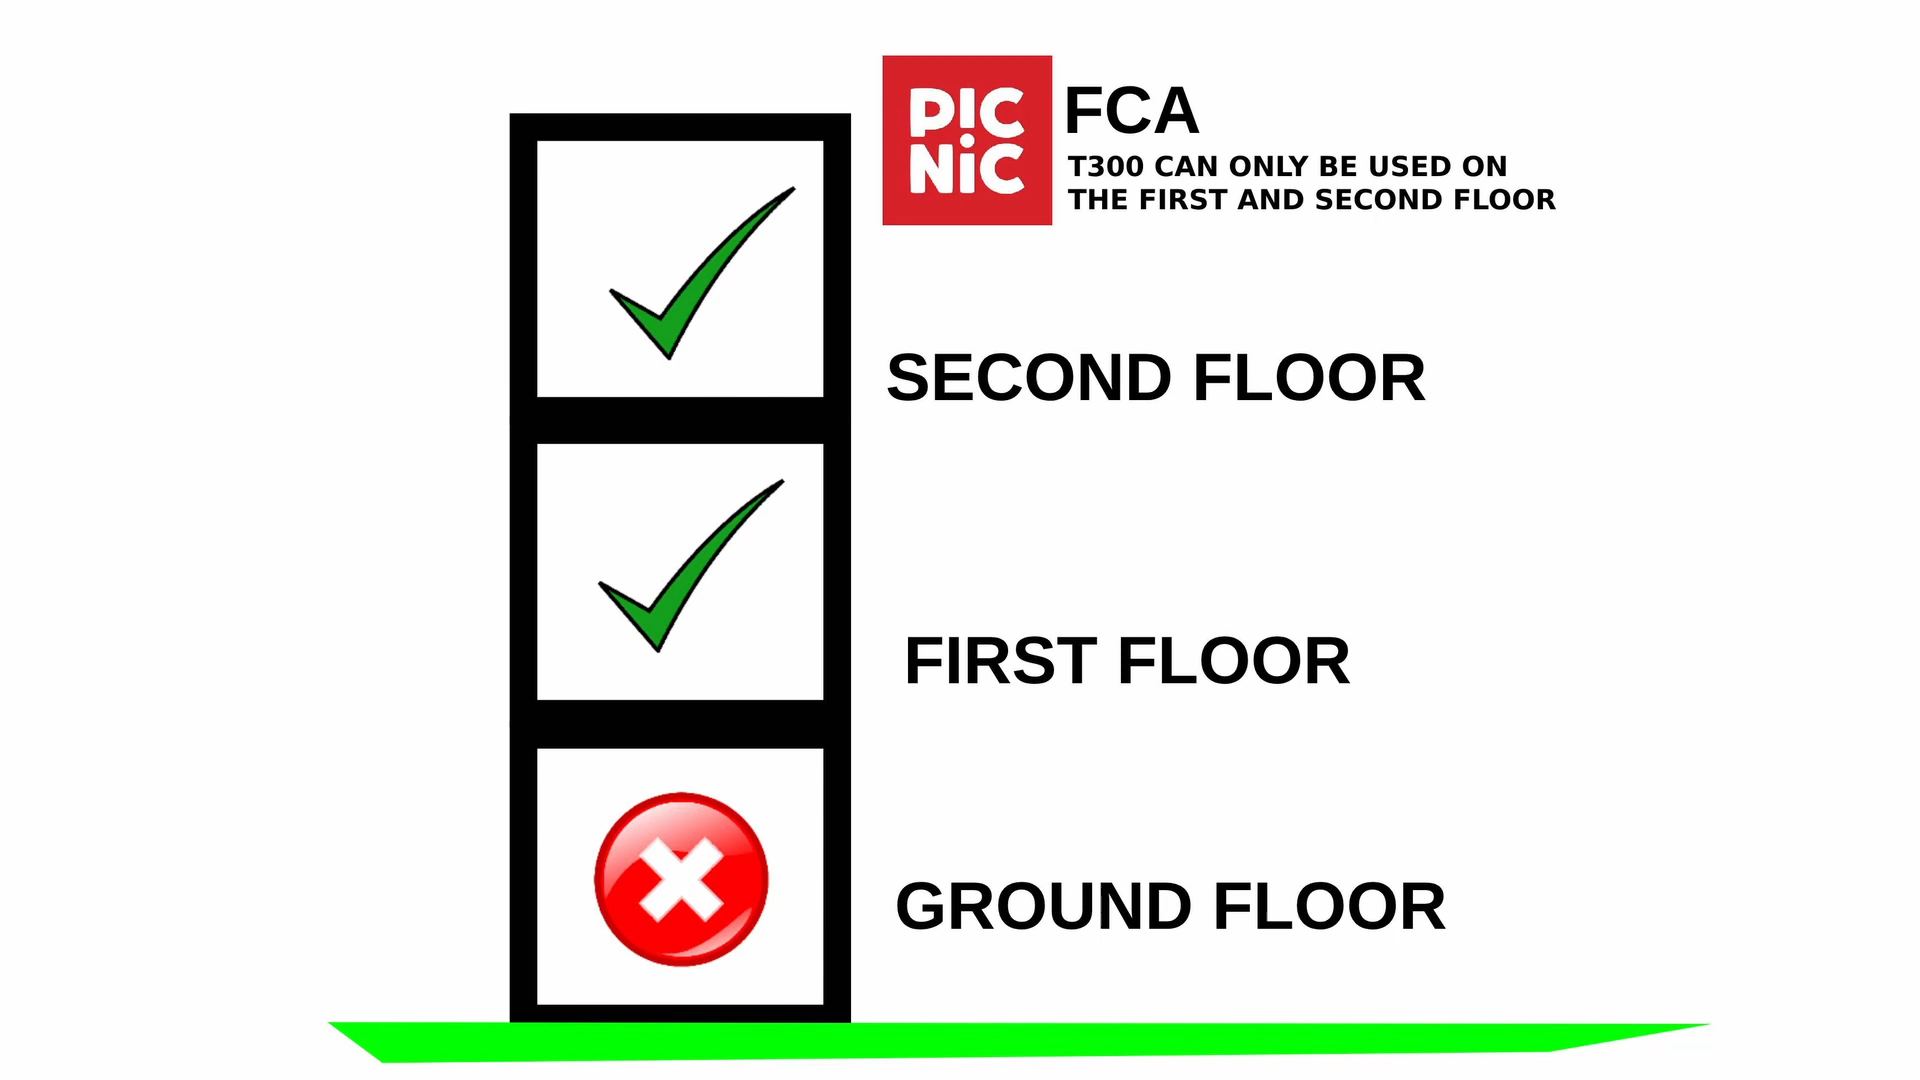 PIC
NiC
FCA
T300 CAN ONLY BE USED ON
THE FIRST AND SECOND FLOOR
SECOND FLOOR
FIRST FLOOR
GROUND FLOOR